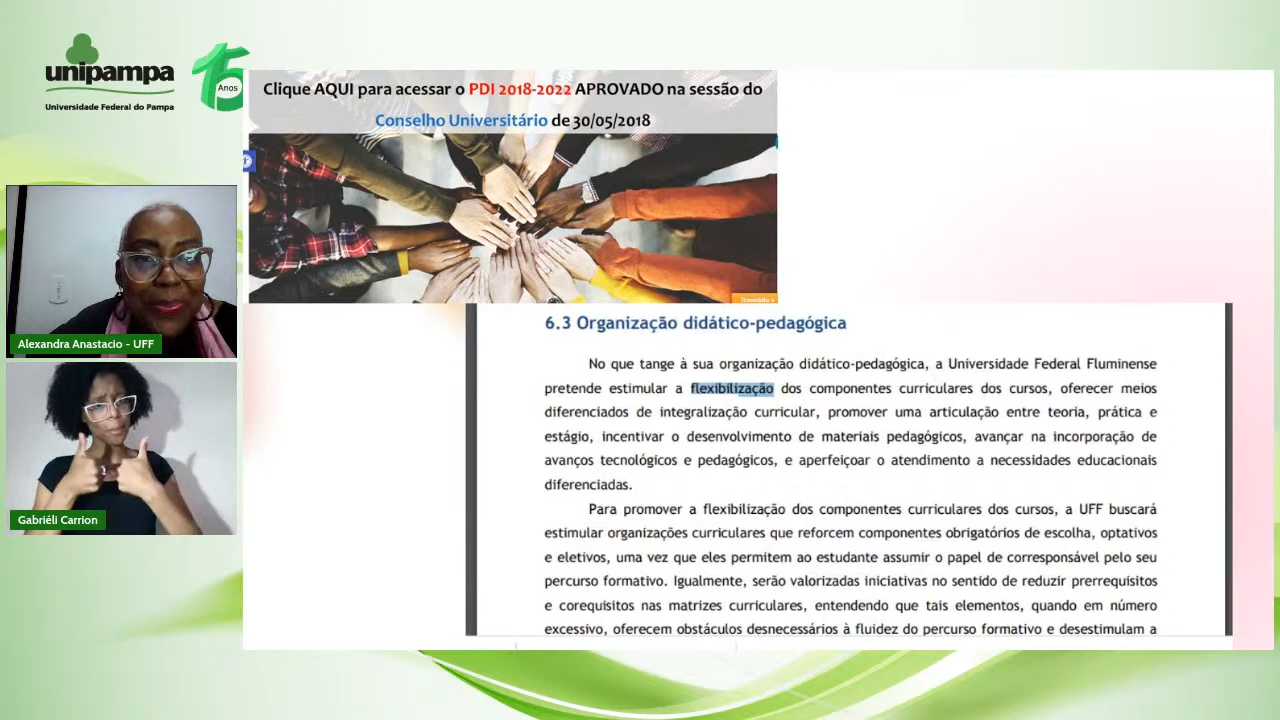 unipampa
Universidade Federal do Pampa
15
Anos
Clique AQUI para acessar o PDI 2018-2022 APROVADO na sessão do
Conselho Universitário de 30/05/2018
Translate »
Alexandra Anastacio - UFF
Gabriéli Carrion
6.3 Organização didático-pedagógica
No que tange à sua organização didático-pedagógica, a Universidade Federal Fluminense
pretende estimular a flexibilização dos componentes curriculares dos cursos, oferecer meios
diferenciados de integralização curricular, promover uma articulação entre teoria, prática e
estágio, incentivar o desenvolvimento de materiais pedagógicos, avançar na incorporação de
avanços tecnológicos e pedagógicos, e aperfeiçoar o atendimento a necessidades educacionais
diferenciadas.
Para promover a flexibilização dos componentes curriculares dos cursos, a UFF buscará
estimular organizações curriculares que reforcem componentes obrigatórios de escolha, optativos
e eletivos, uma vez que eles permitem ao estudante assumir o papel de corresponsável pelo seu
percurso formativo. Igualmente, serão valorizadas iniciativas no sentido de reduzir prerrequisitos
e corequisitos nas matrizes curriculares, entendendo que tais elementos, quando em número
excessivo, oferecem obstáculos desnecessários à fluidez do percurso formativo e desestimulam a